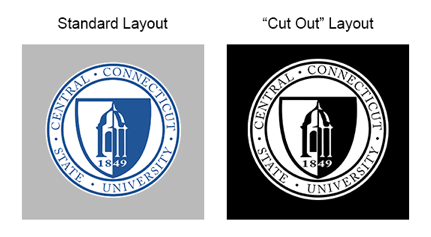 Standard Layout
“Cut Out” Layout
CENTRAL • CONNECTICUT • STATE • UNIVERSITY •
1849
CENTRAL • CONNECTICUT • STATE • UNIVERSITY •
1849